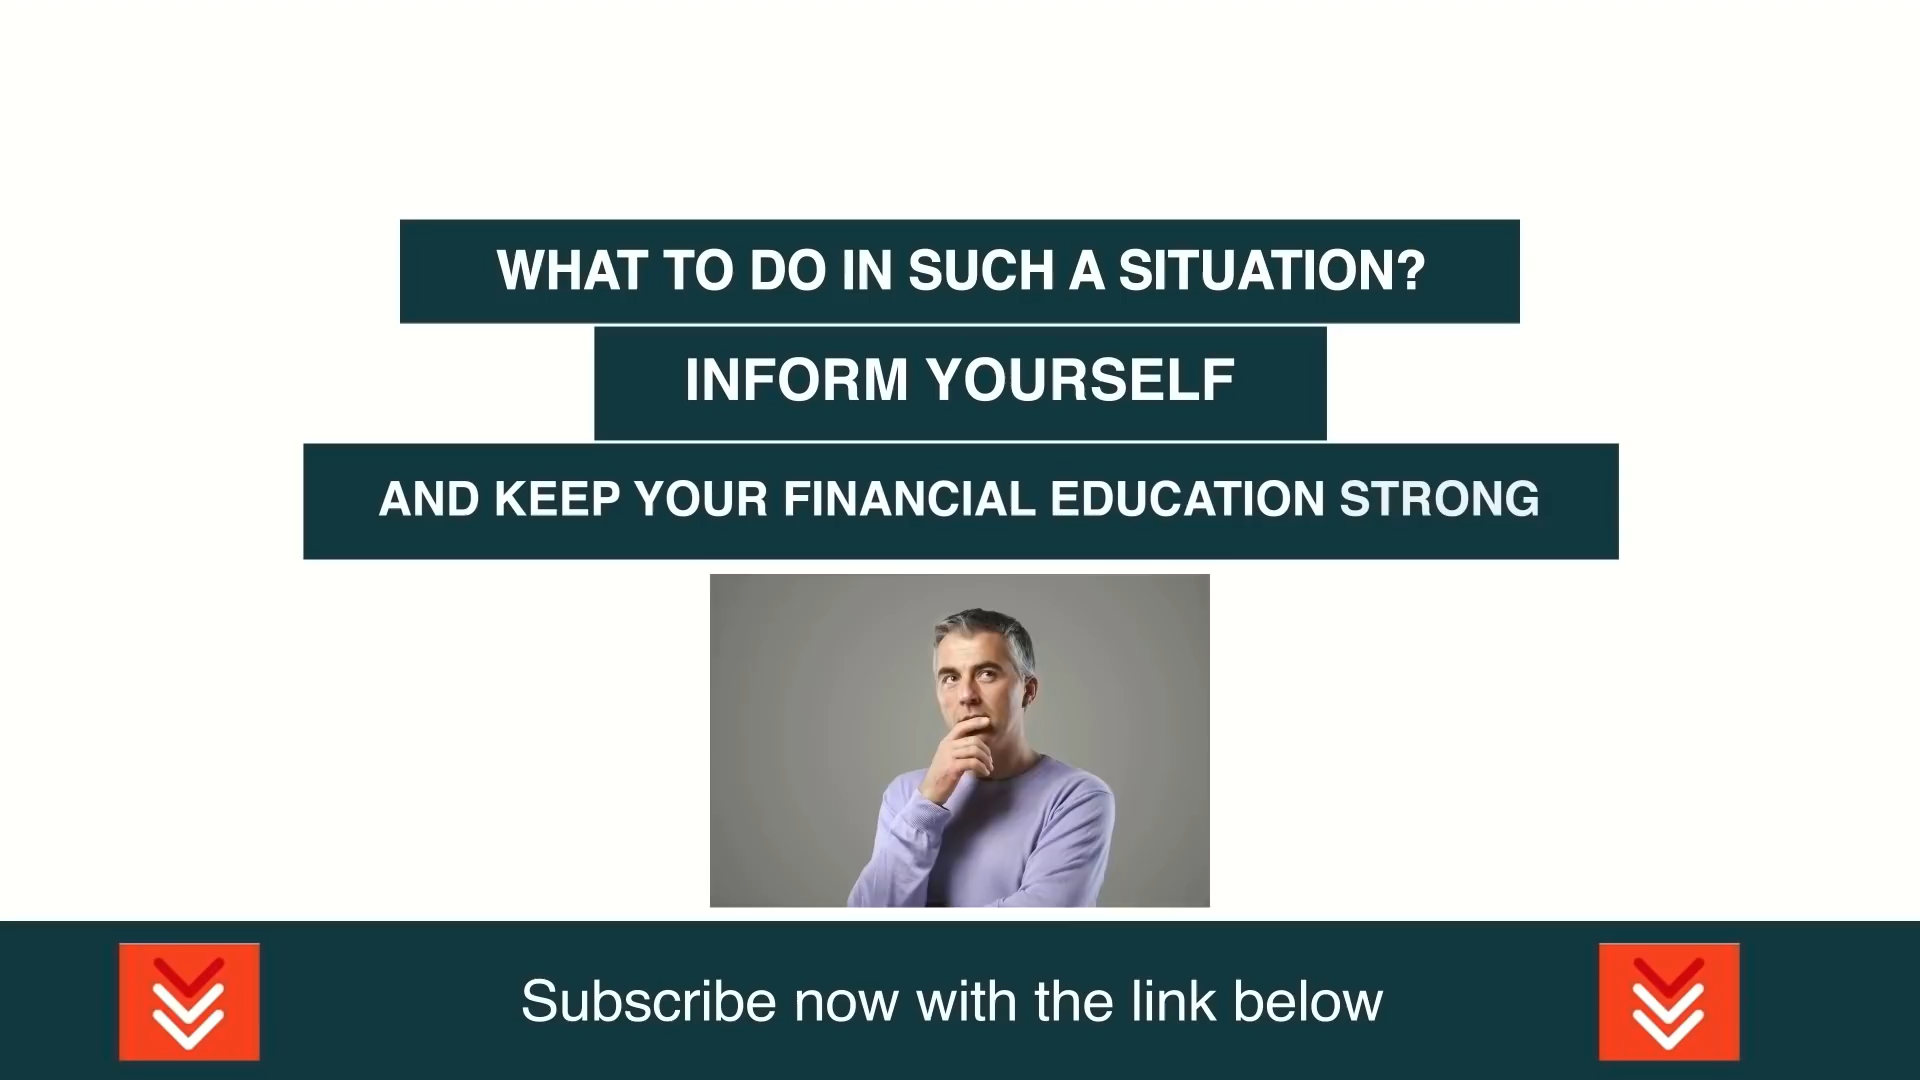 WHAT TO DO IN SUCH A SITUATION?
INFORM YOURSELF
AND KEEP YOUR FINANCIAL EDUCATION STRONG
Subscribe now with the link below